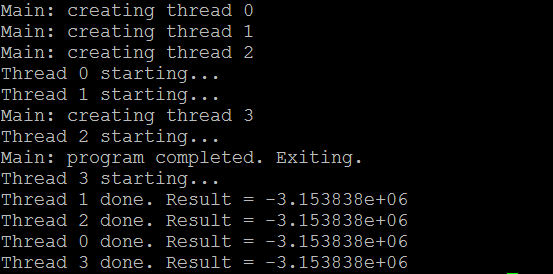 Main: creating thread 0
Main: creating thread 1
Main: creating thread 2
Thread 0 starting...
Thread 1 starting...
Main: creating thread 3
Thread 2 starting...
Main: program completed. Exiting.
Thread 3 starting...
Thread 1 done. Result = -3.153838e+06
Thread 2 done. Result = -3.153838e+06
Thread 0 done. Result = -3.153838e+06
Thread 3 done. Result = -3.153838e+06